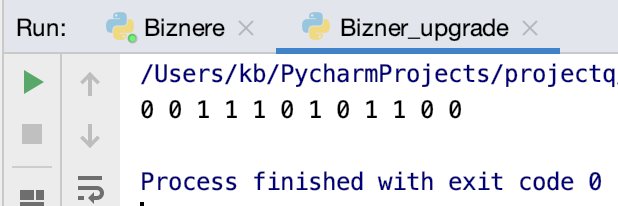 Run: Biznere Bizner_upgrade
/Users/kb/PycharmProjects/projectq
0 0 1 1 1 0 1 0 1 1 0 0
Process finished with exit code 0